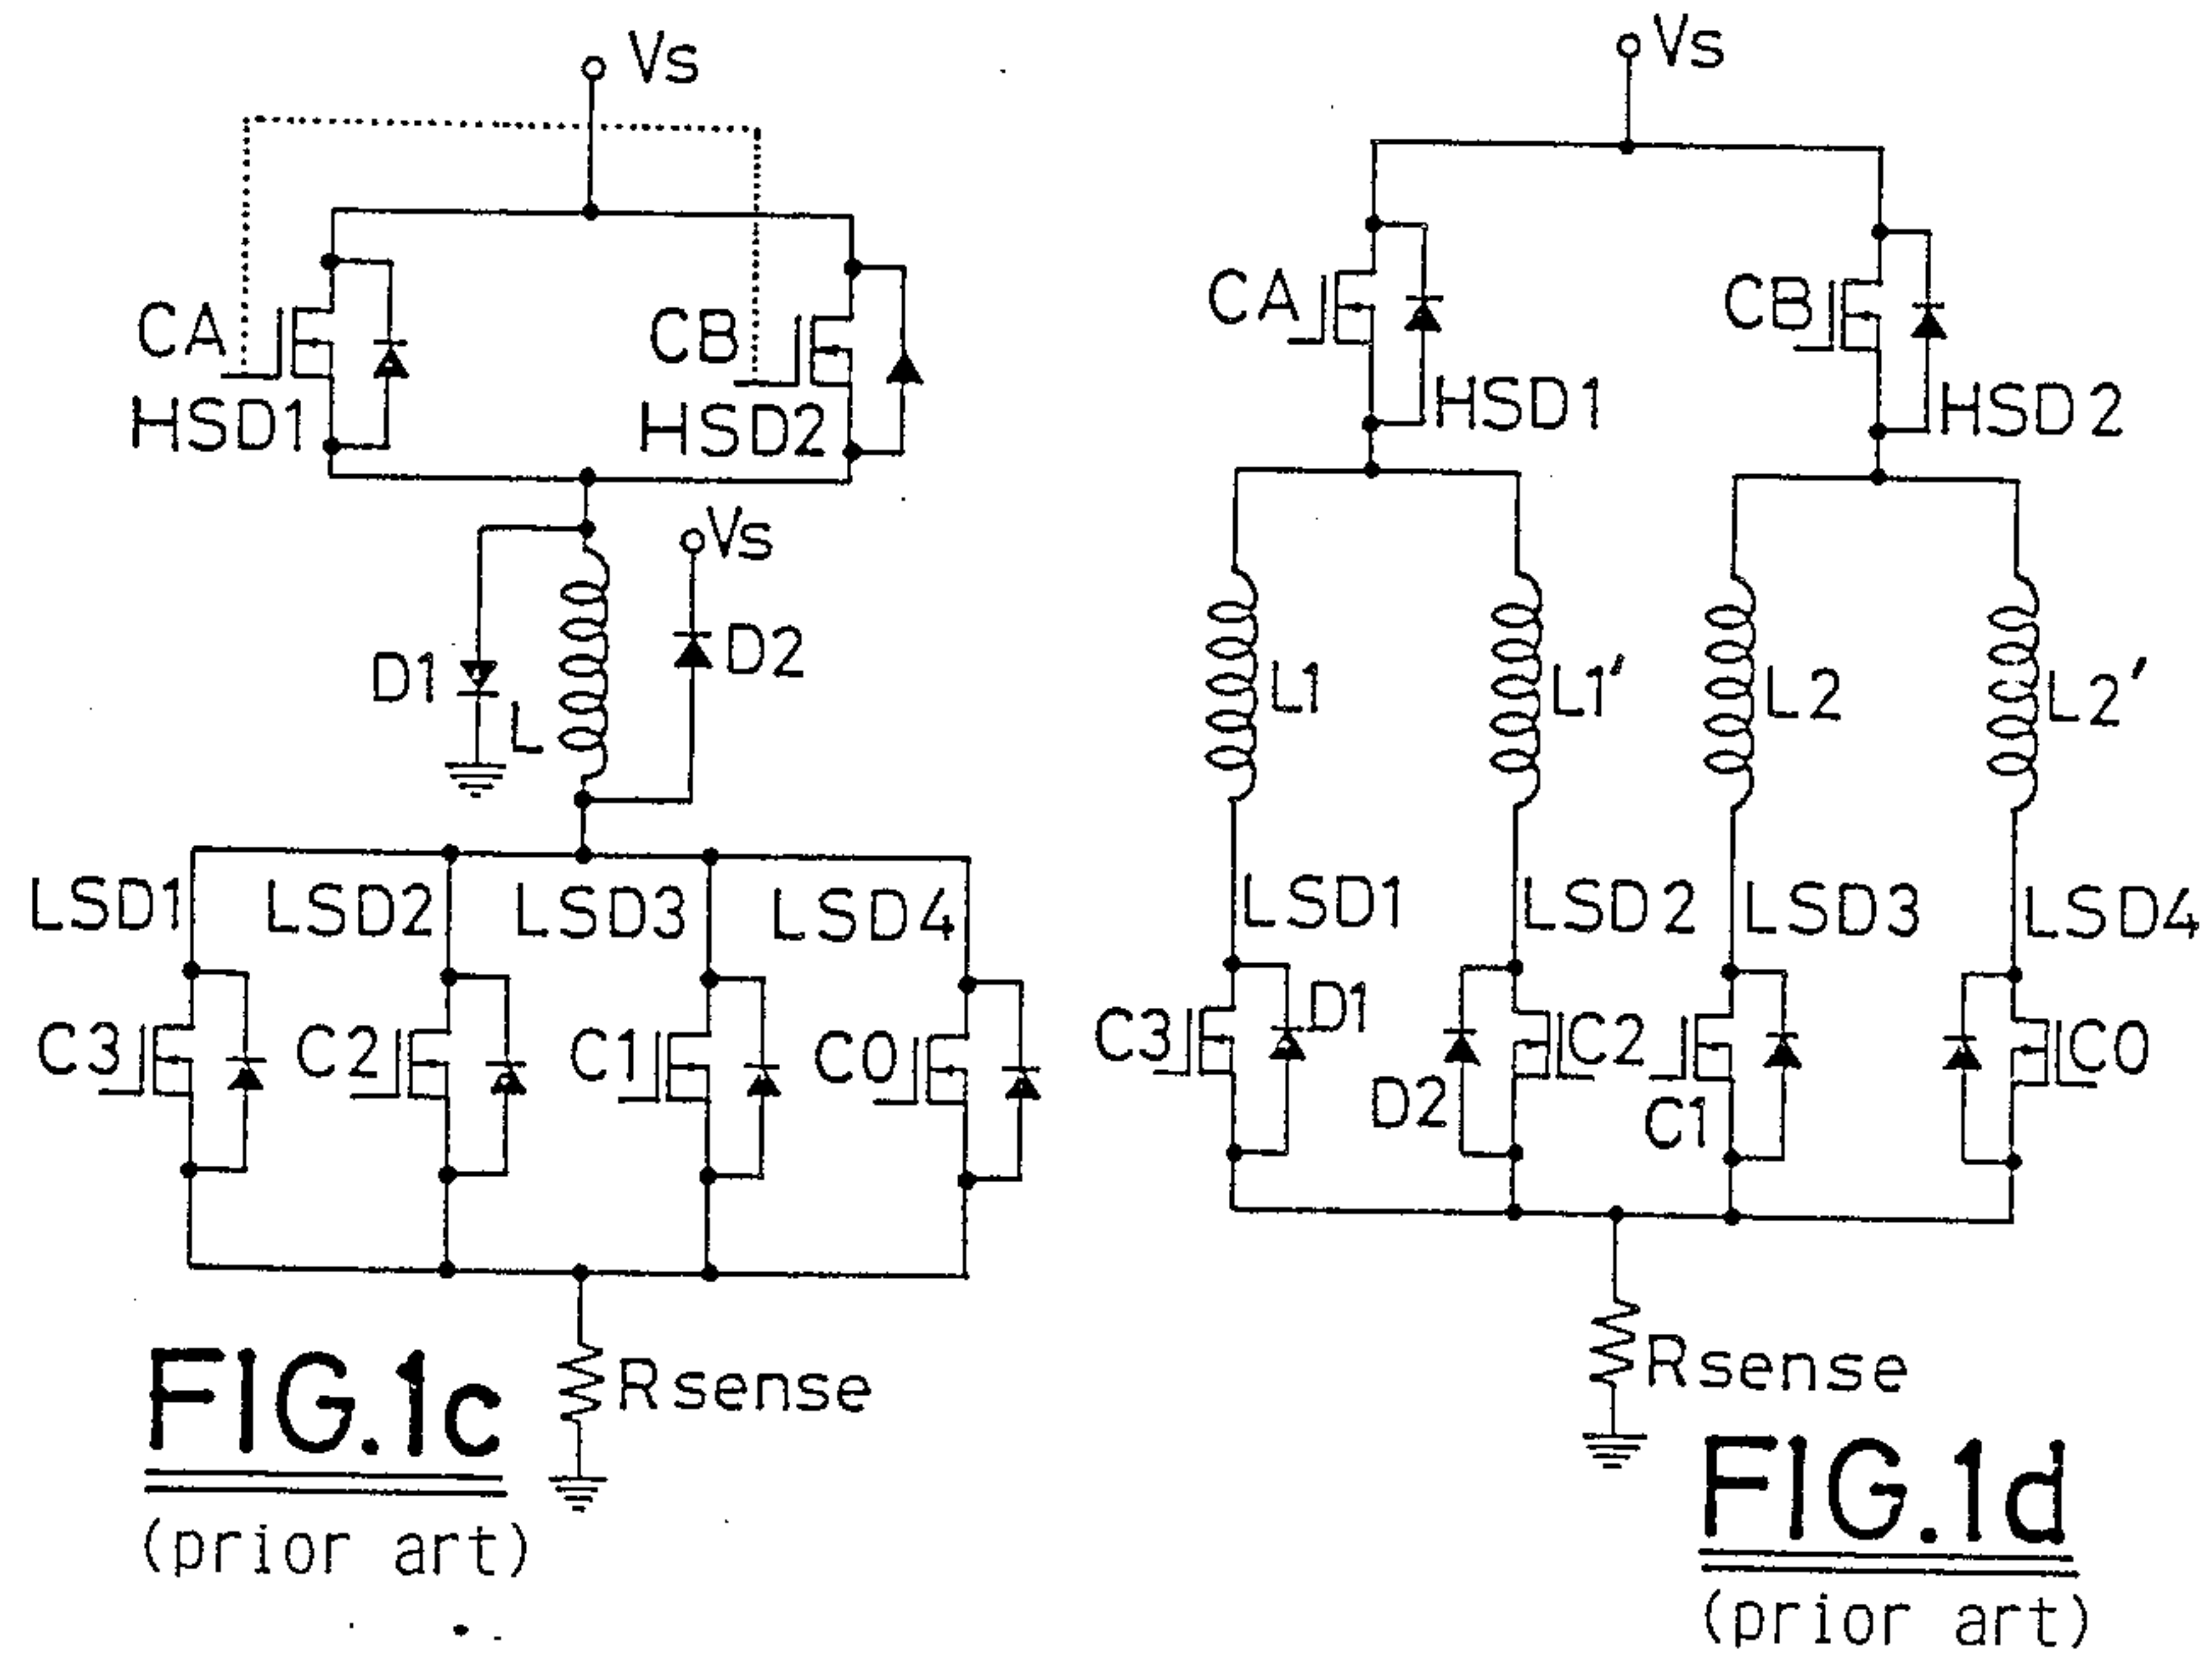 Vs
CA
HSD1
CB
HSD2
Vs
D1
L
D2
LSD1
LSD2
LSD3
LSD4
C3
C2
C1
C0
Rsense
FIG.1c
(prior art)
Vs
CA
HSD1
CB
HSD2
L1
L1'
L2
L2'
LSD1
LSD2
LSD3
LSD4
C3
D1
D2
C2
C1
C0
Rsense
FIG.1d
(prior art)